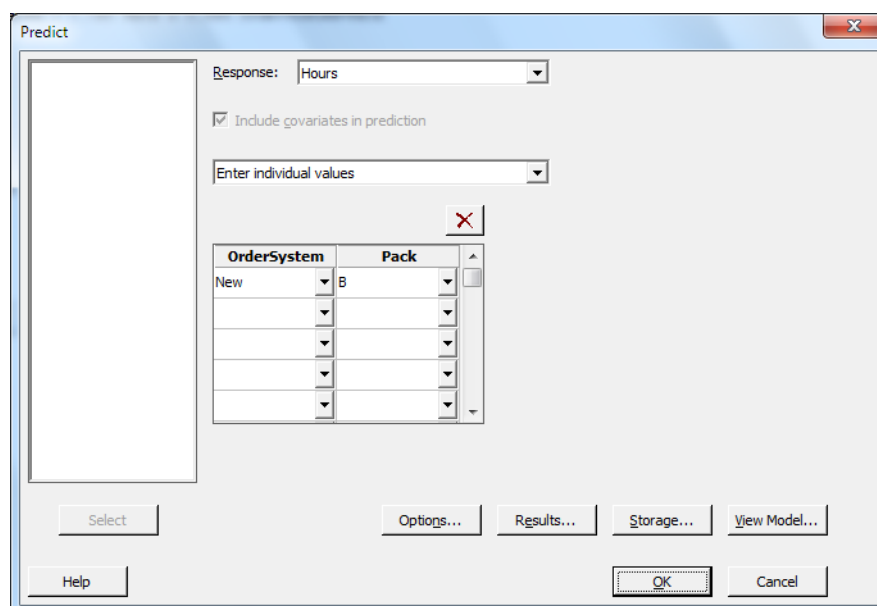 Predict
Response: Hours
Include covariates in prediction
Enter individual values
OrderSystem Pack
New B
Select Options... Results... Storage... View Model...
Help OK Cancel